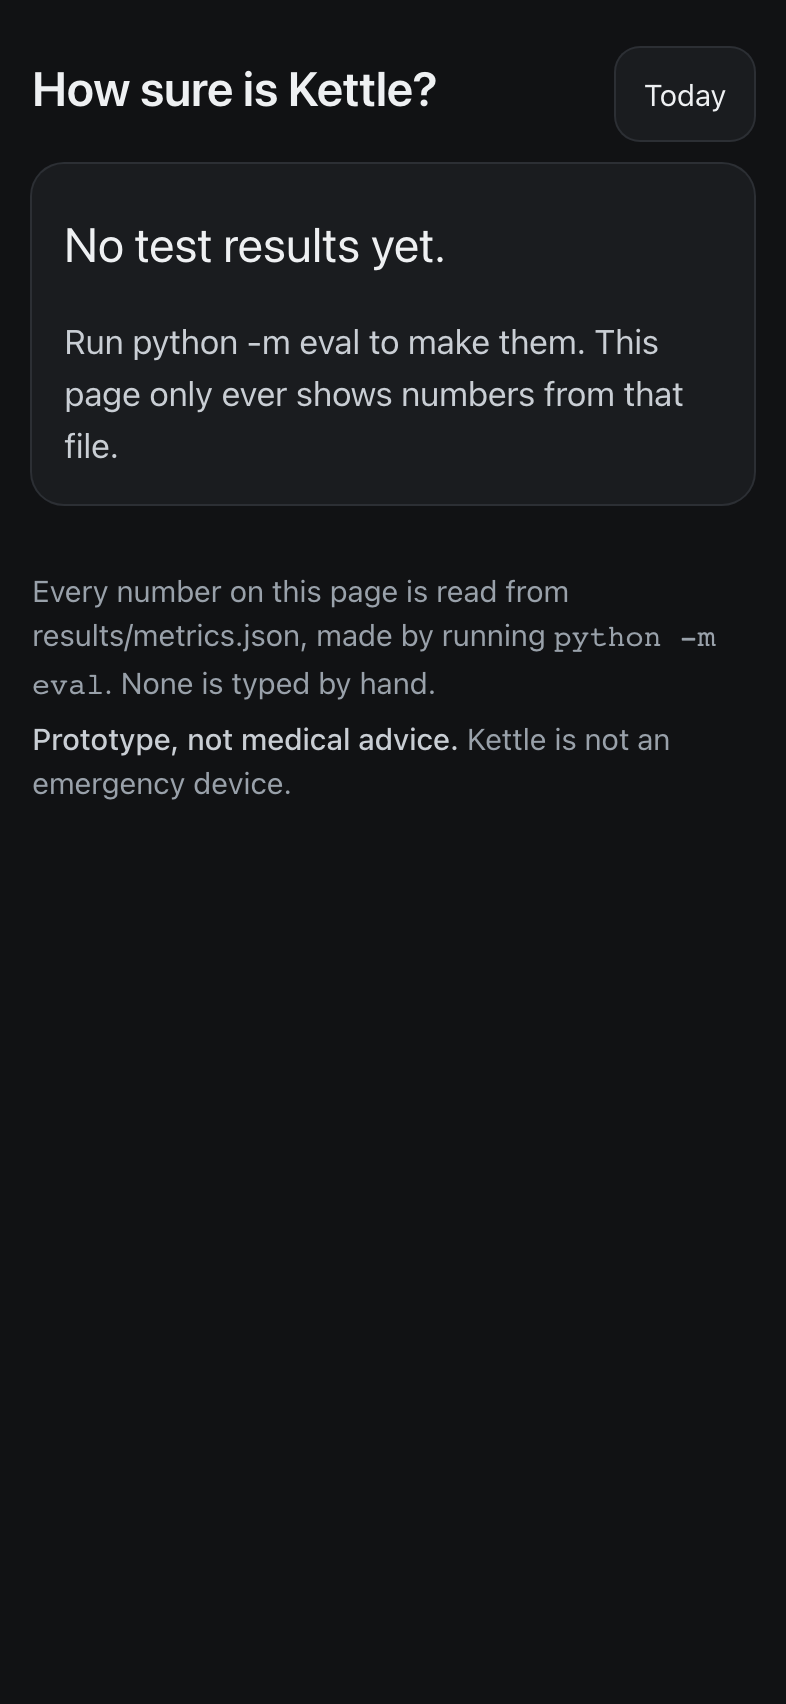 How sure is Kettle?
Today
No test results yet.
Run python -m eval to make them. This
page only ever shows numbers from that
file.
Every number on this page is read from
results/metrics.json, made by running python -m
eval. None is typed by hand.
Prototype, not medical advice. Kettle is not an
emergency device.